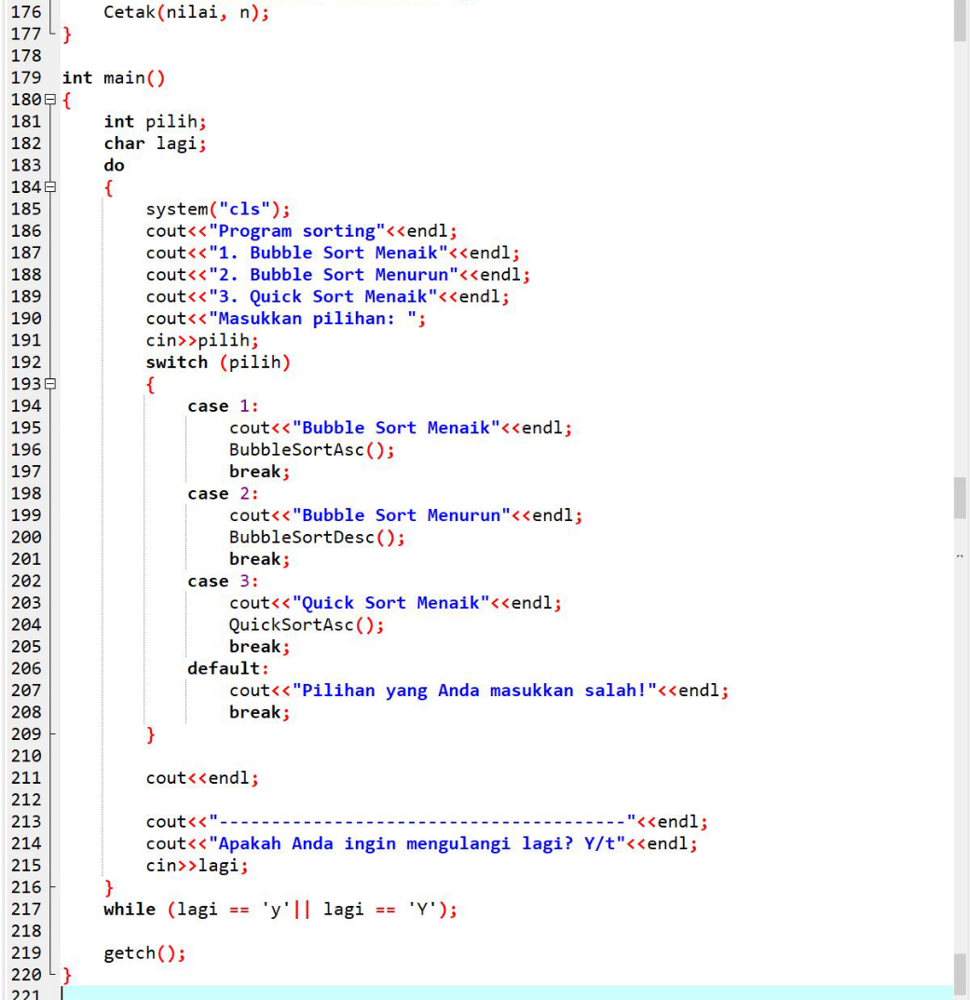 176 Cetak(nilai, n);
177 }
178
179 int main()
180 {
181 int pilih;
182 char lagi;
183 do
184 {
185 system("cls");
186 cout<<"Program sorting"<<endl;
187 cout<<"1. Bubble Sort Menaik"<<endl;
188 cout<<"2. Bubble Sort Menurun"<<endl;
189 cout<<"3. Quick Sort Menaik"<<endl;
190 cout<<"Masukkan pilihan: ";
191 cin>>pilih;
192 switch (pilih)
193 {
194 case 1:
195 cout<<"Bubble Sort Menaik"<<endl;
196 BubbleSortAsc();
197 break;
198 case 2:
199 cout<<"Bubble Sort Menurun"<<endl;
200 BubbleSortDesc();
201 break;
202 case 3:
203 cout<<"Quick Sort Menaik"<<endl;
204 QuickSortAsc();
205 break;
206 default:
207 cout<<"Pilihan yang Anda masukkan salah!"<<endl;
208 break;
209 }
210
211 cout<<endl;
212
213 cout<<"---------------------------------------"<<endl;
214 cout<<"Apakah Anda ingin mengulangi lagi? Y/t"<<endl;
215 cin>>lagi;
216 }
217 while (lagi == 'y'|| lagi == 'Y');
218
219 getch();
220 }
221